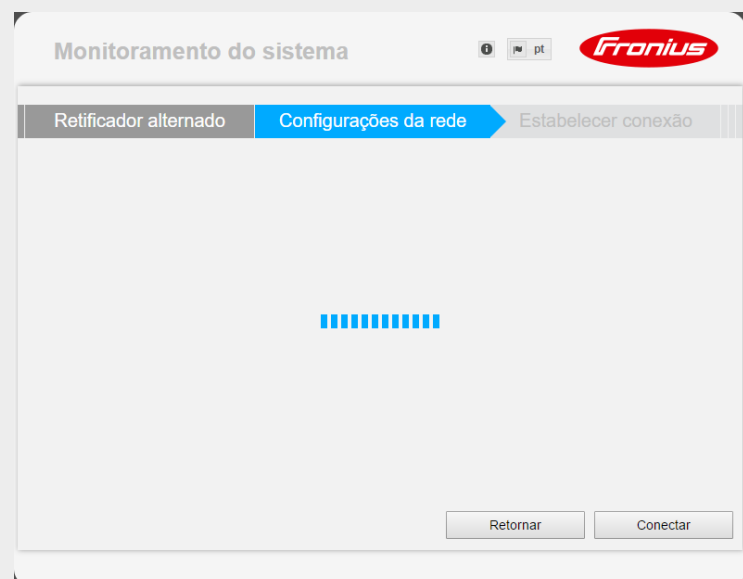 Monitoramento do sistema
pt
Fronius
Retificador alternado
Configurações da rede
Estabelecer conexão
Retornar
Conectar